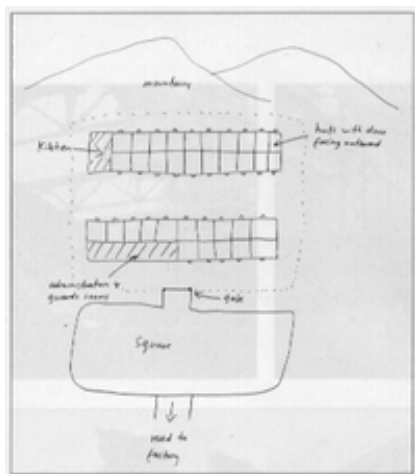 mountains
Kitchen
huts with doors
facing outward
administration &
guards rooms
gate
Square
road to
factory